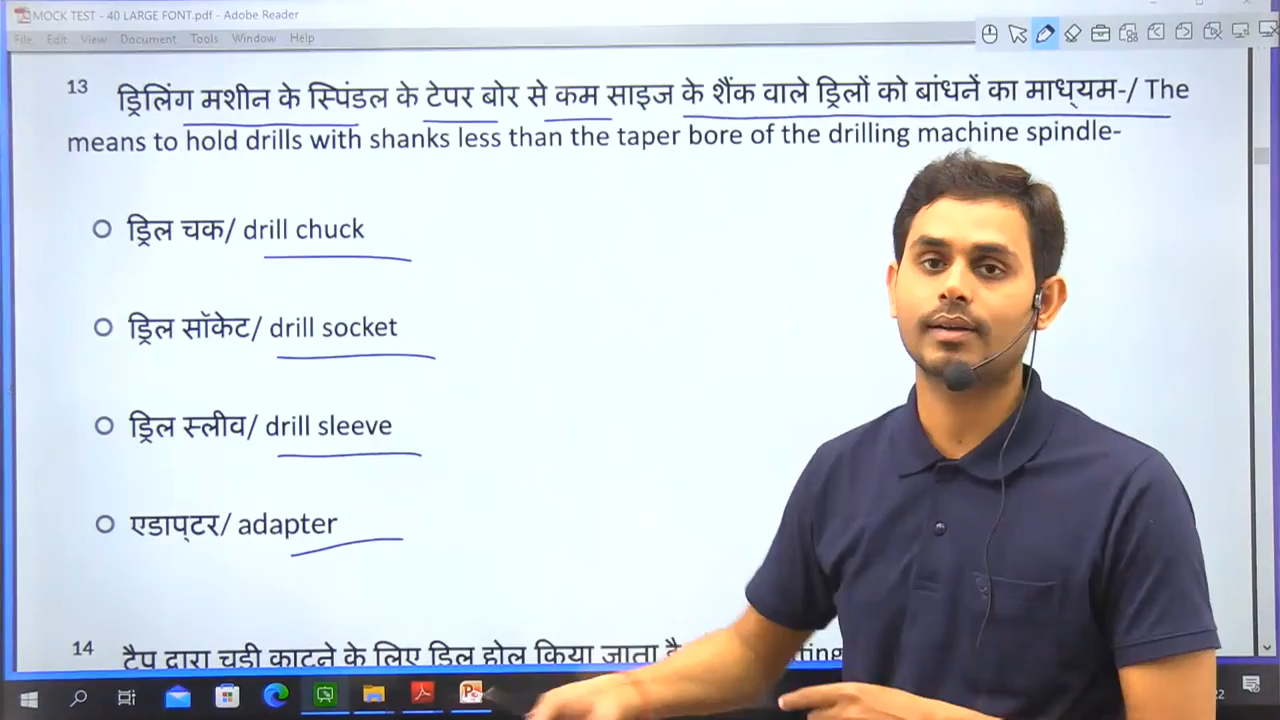 MOCK TEST - 40 LARGE FONT.pdf - Adobe Reader
File Edit View Document Tools Window Help
13 ड्रिलिंग मशीन के स्पिंडल के टेपर बोर से कम साइज के शैंक वाले ड्रिलों को बांधनें का माध्यम-/ The
means to hold drills with shanks less than the taper bore of the drilling machine spindle-
ड्रिल चक/ drill chuck
ड्रिल सॉकेट/ drill socket
ड्रिल स्लीव/ drill sleeve
एडाप्टर/ adapter
14 टैप द्वारा चूड़ी काटने के लिए ड्रिल होल किया जाता है